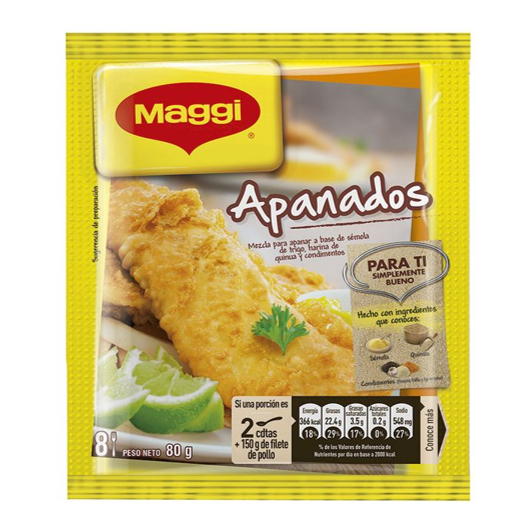 Maggi
®
Apanados
Mezcla para apanar a base de sémola
de trigo, harina de
quinua y condimentos
Sugerencia de preparación
PARA TI
SIMPLEMENTE
BUENO
Hecho con ingredientes
que conoces:
Sémola
Quinua
Condimentos
Si una porción es
2 cdtas
+ 150 g de filete
de pollo
Energía
366 kcal
18%
Grasas
22.4 g
29%
Grasas
saturadas
3.5 g
17%
Azúcares
totales
0.2 g
0%
Sodio
548 mg
27%
% de los Valores de Referencia de
Nutrientes por día en base a 2000 kcal
Conoce más
8
PESO NETO 80 g